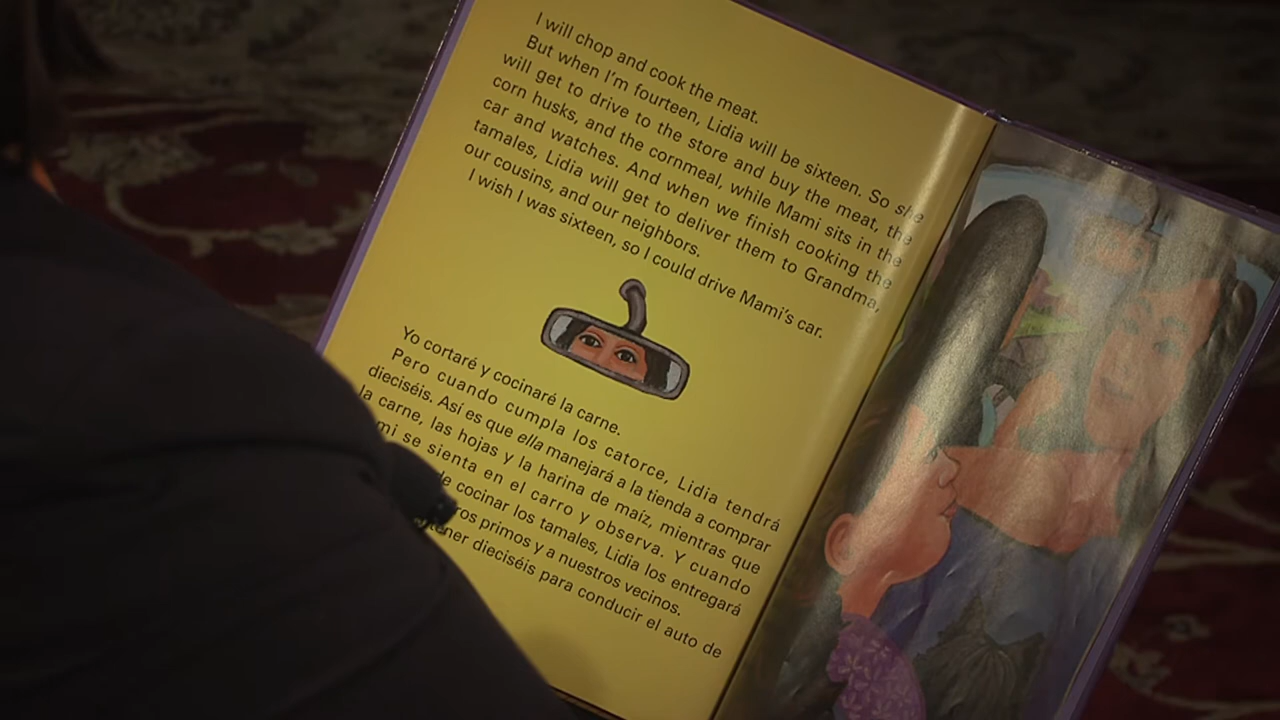 I will chop and cook the meat.
But when I'm fourteen, Lidia will be sixteen. So she
will get to drive to the store and buy the meat, the
corn husks, and the cornmeal, while Mami sits in the
car and watches. And when we finish cooking the
tamales, Lidia will get to deliver them to Grandma,
our cousins, and our neighbors.
I wish I was sixteen, so I could drive Mami's car.
Yo cortaré y cocinaré la carne.
Pero cuando cumpla los catorce, Lidia tendrá
dieciséis. Así es que ella manejará a la tienda a comprar
la carne, las hojas y la harina de maíz, mientras que
mi se sienta en el carro y observa. Y cuando
de cocinar los tamales, Lidia los entregará
ros primos y a nuestros vecinos.
tener dieciséis para conducir el auto de